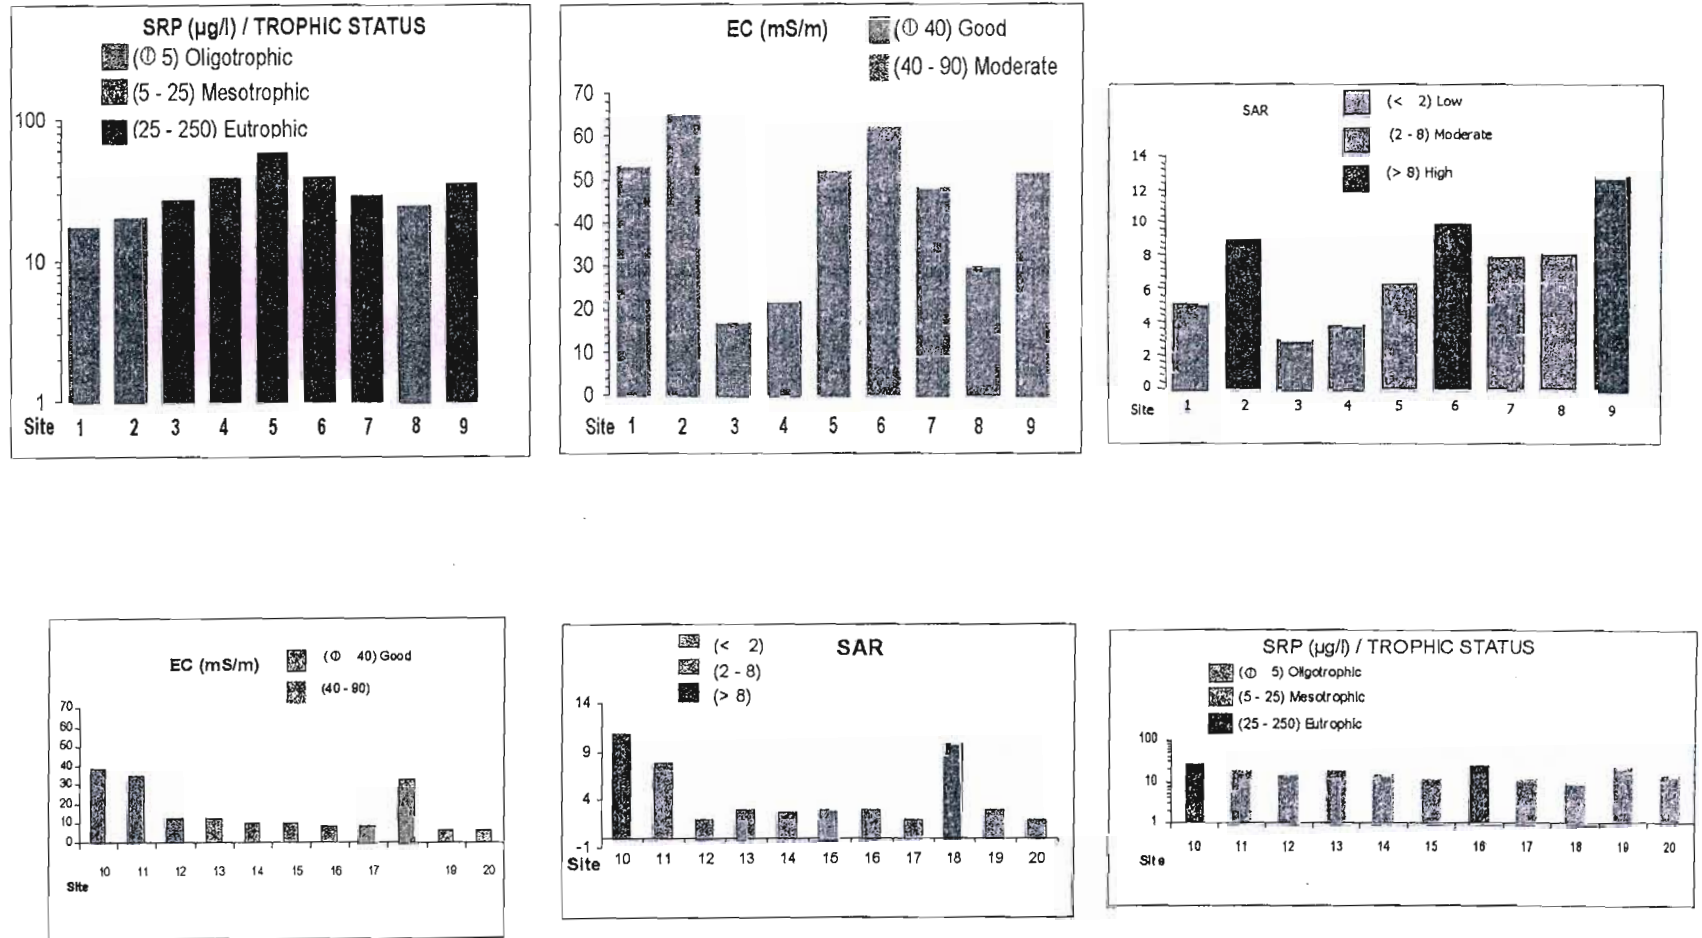 SRP (µg/l) / TROPHIC STATUS
(Φ 5) Oligotrophic
(5 - 25) Mesotrophic
(25 - 250) Eutrophic
100
10
1
Site 1 2 3 4 5 6 7 8 9
EC (mS/m)
(Φ 40) Good
(40 - 90) Moderate
70
60
50
40
30
20
10
0
Site 1 2 3 4 5 6 7 8 9
SAR
(< 2) Low
(2 - 8) Moderate
(> 8) High
14
12
10
8
6
4
2
0
Site 1 2 3 4 5 6 7 8 9
EC (mS/m)
(Φ 40) Good
(40 - 90)
70
60
50
40
30
20
10
0
10 11 12 13 14 15 16 17 19 20
Site
SAR
(< 2)
(2 - 8)
(> 8)
14
9
4
-1
Site 10 11 12 13 14 15 16 17 18 19 20
SRP (µg/l) / TROPHIC STATUS
(Φ 5) Oligotrophic
(5 - 25) Mesotrophic
(25 - 250) Eutrophic
100
10
1
10 11 12 13 14 15 16 17 18 19 20
Site